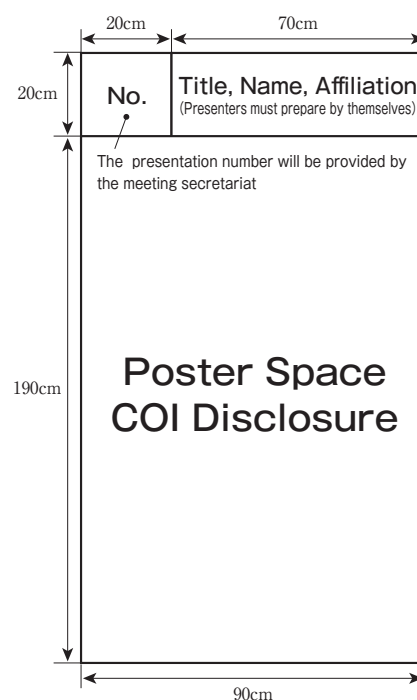 20cm
70cm
20cm
No.
Title, Name, Affiliation
(Presenters must prepare by themselves)
The presentation number will be provided by
the meeting secretariat
190cm
Poster Space
COI Disclosure
90cm